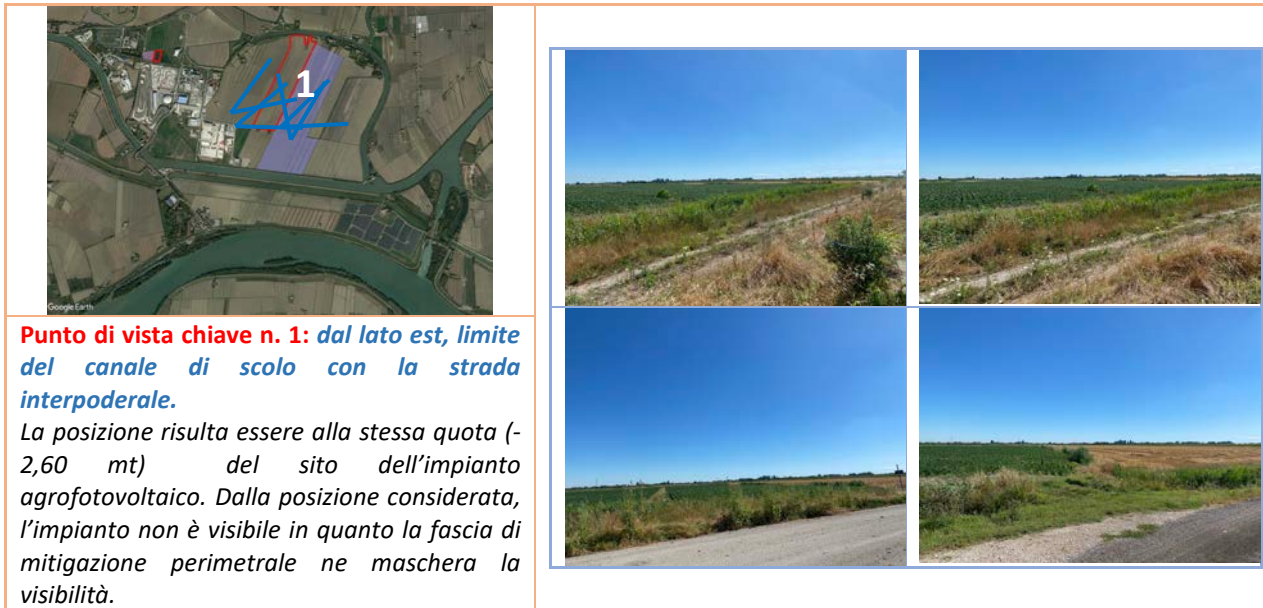 1
Google Earth
Punto di vista chiave n. 1: dal lato est, limite
del canale di scolo con la strada
interpoderale.
La posizione risulta essere alla stessa quota (-
2,60 mt) del sito dell’impianto
agrofotovoltaico. Dalla posizione considerata,
l’impianto non è visibile in quanto la fascia di
mitigazione perimetrale ne maschera la
visibilità.